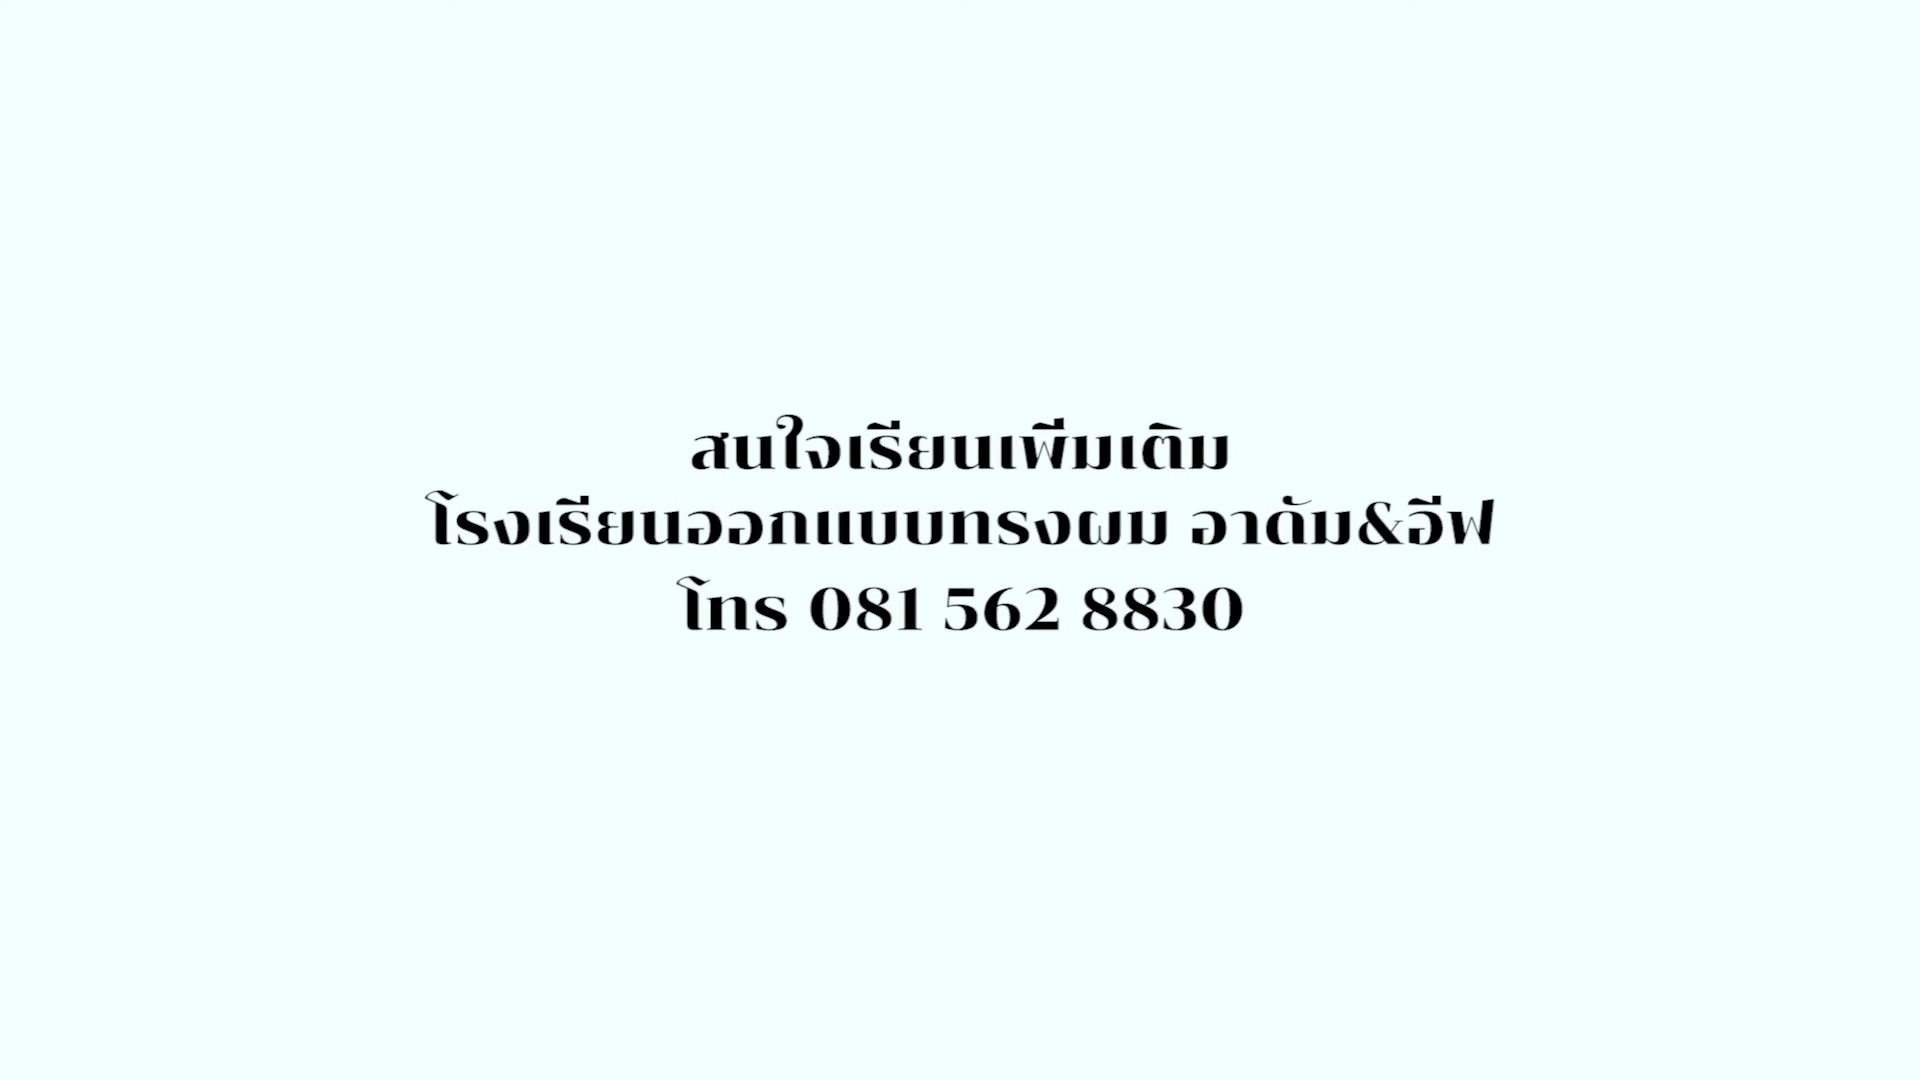 สนใจเรียนเพีมเติม
โรงเรียนออกแบบทรงผม อาดัม&อีฟ
โทร 081 562 8830